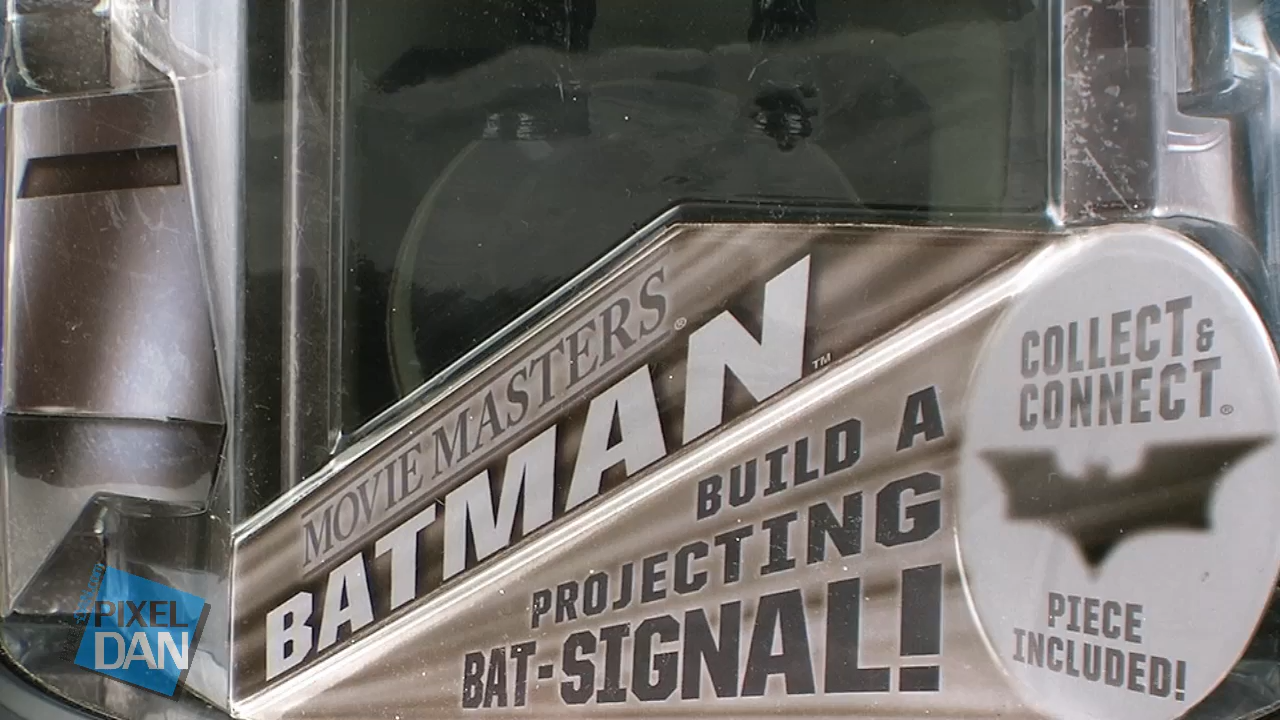 MOVIE MASTERS®
BATMAN™
BUILD A
PROJECTING
BAT-SIGNAL!
COLLECT &
CONNECT®
PIECE
INCLUDED!
PIXEL
DAN